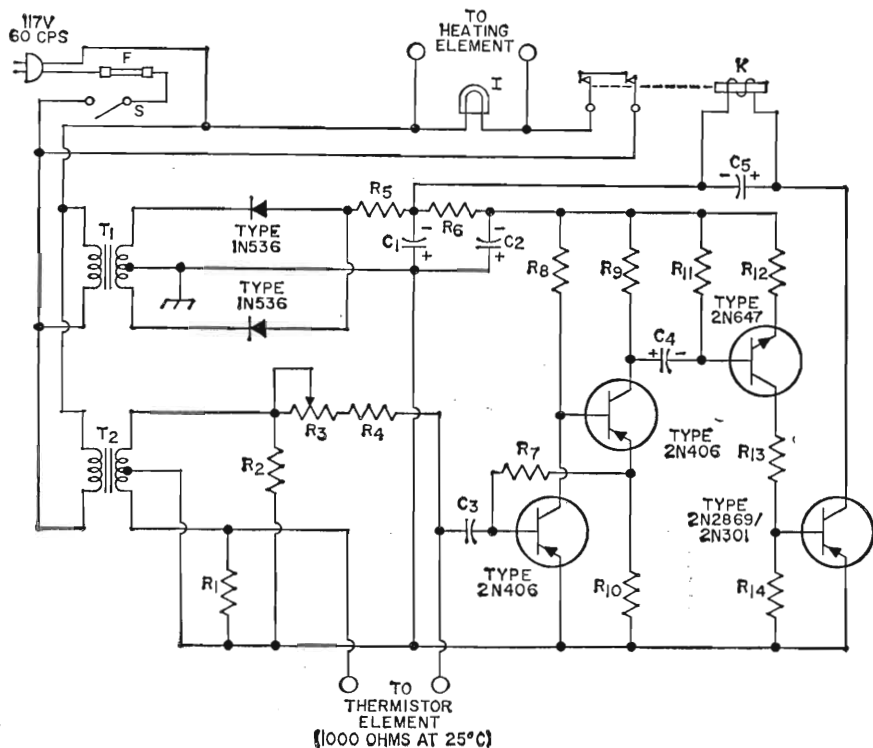 117V
60 CPS
F
S
TO
HEATING
ELEMENT
I
K
C5
- +
T1
TYPE
1N536
TYPE
1N536
R5
R6
C1
-
+
C2
-
+
R8
R9
R11
R12
TYPE
2N647
C4
+ -
T2
R3
R4
R2
R1
C3
R7
TYPE
2N406
TYPE
2N406
R10
R13
TYPE
2N2869/
2N301
R14
TO
THERMISTOR
ELEMENT
(1000 OHMS AT 25°C)